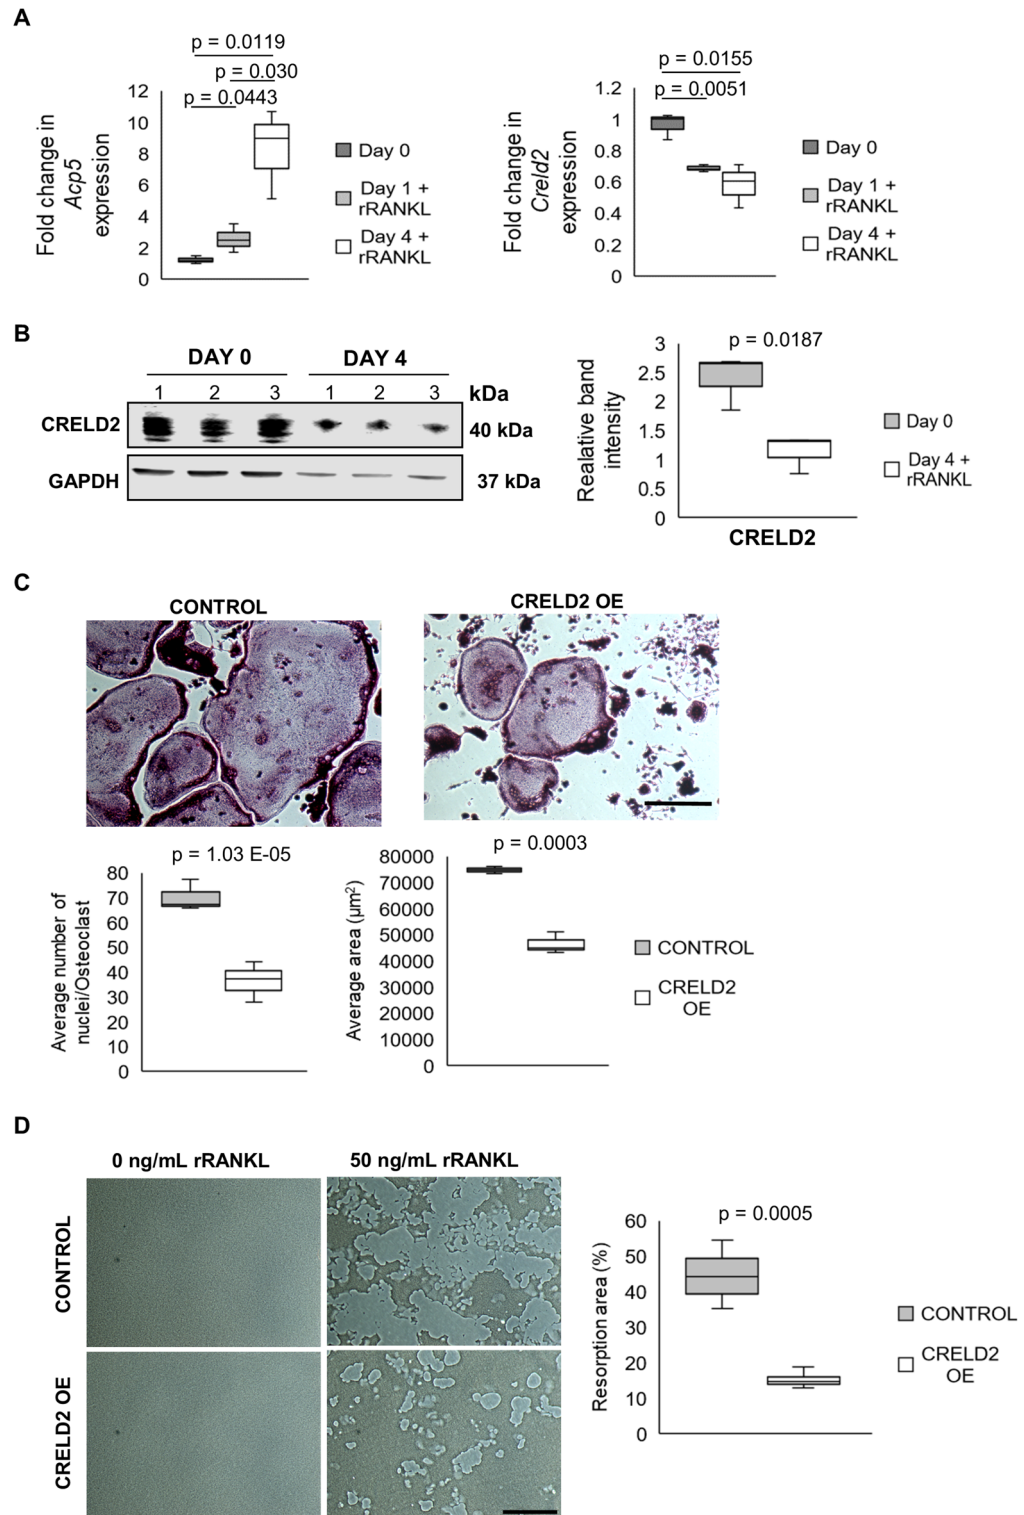 A
p = 0.0119
p = 0.030
p = 0.0443
Fold change in
Acp5
expression
12
10
8
6
4
2
0
Day 0
Day 1 +
rRANKL
Day 4 +
rRANKL
p = 0.0155
p = 0.0051
Fold change in
Creld2
expression
1.2
1
0.8
0.6
0.4
0.2
0
Day 0
Day 1 +
rRANKL
Day 4 +
rRANKL
B
DAY 0 DAY 4
1 2 3 1 2 3 kDa
CRELD2 40 kDa
GAPDH 37 kDa
p = 0.0187
Realative band
intensity
3
2.5
2
1.5
1
0.5
0
CRELD2
Day 0
Day 4 +
rRANKL
C
CONTROL
CRELD2 OE
p = 1.03 E-05
Average number of
nuclei/Osteoclast
80
70
60
50
40
30
20
10
0
p = 0.0003
Average area (µm²)
80000
70000
60000
50000
40000
30000
20000
10000
0
CONTROL
CRELD2
OE
D
0 ng/mL rRANKL
50 ng/mL rRANKL
CONTROL
CRELD2 OE
p = 0.0005
Resorption area (%)
60
50
40
30
20
10
0
CONTROL
CRELD2
OE